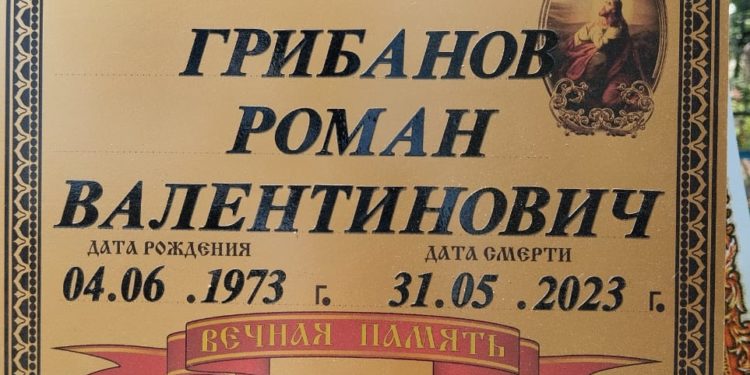 ГРИБАНОВ
РОМАН
ВАЛЕНТИНОВИЧ
ДАТА РОЖДЕНИЯ ДАТА СМЕРТИ
04.06 .1973 г. 31.05 .2023 г.
ВЕЧНАЯ ПАМЯТЬ